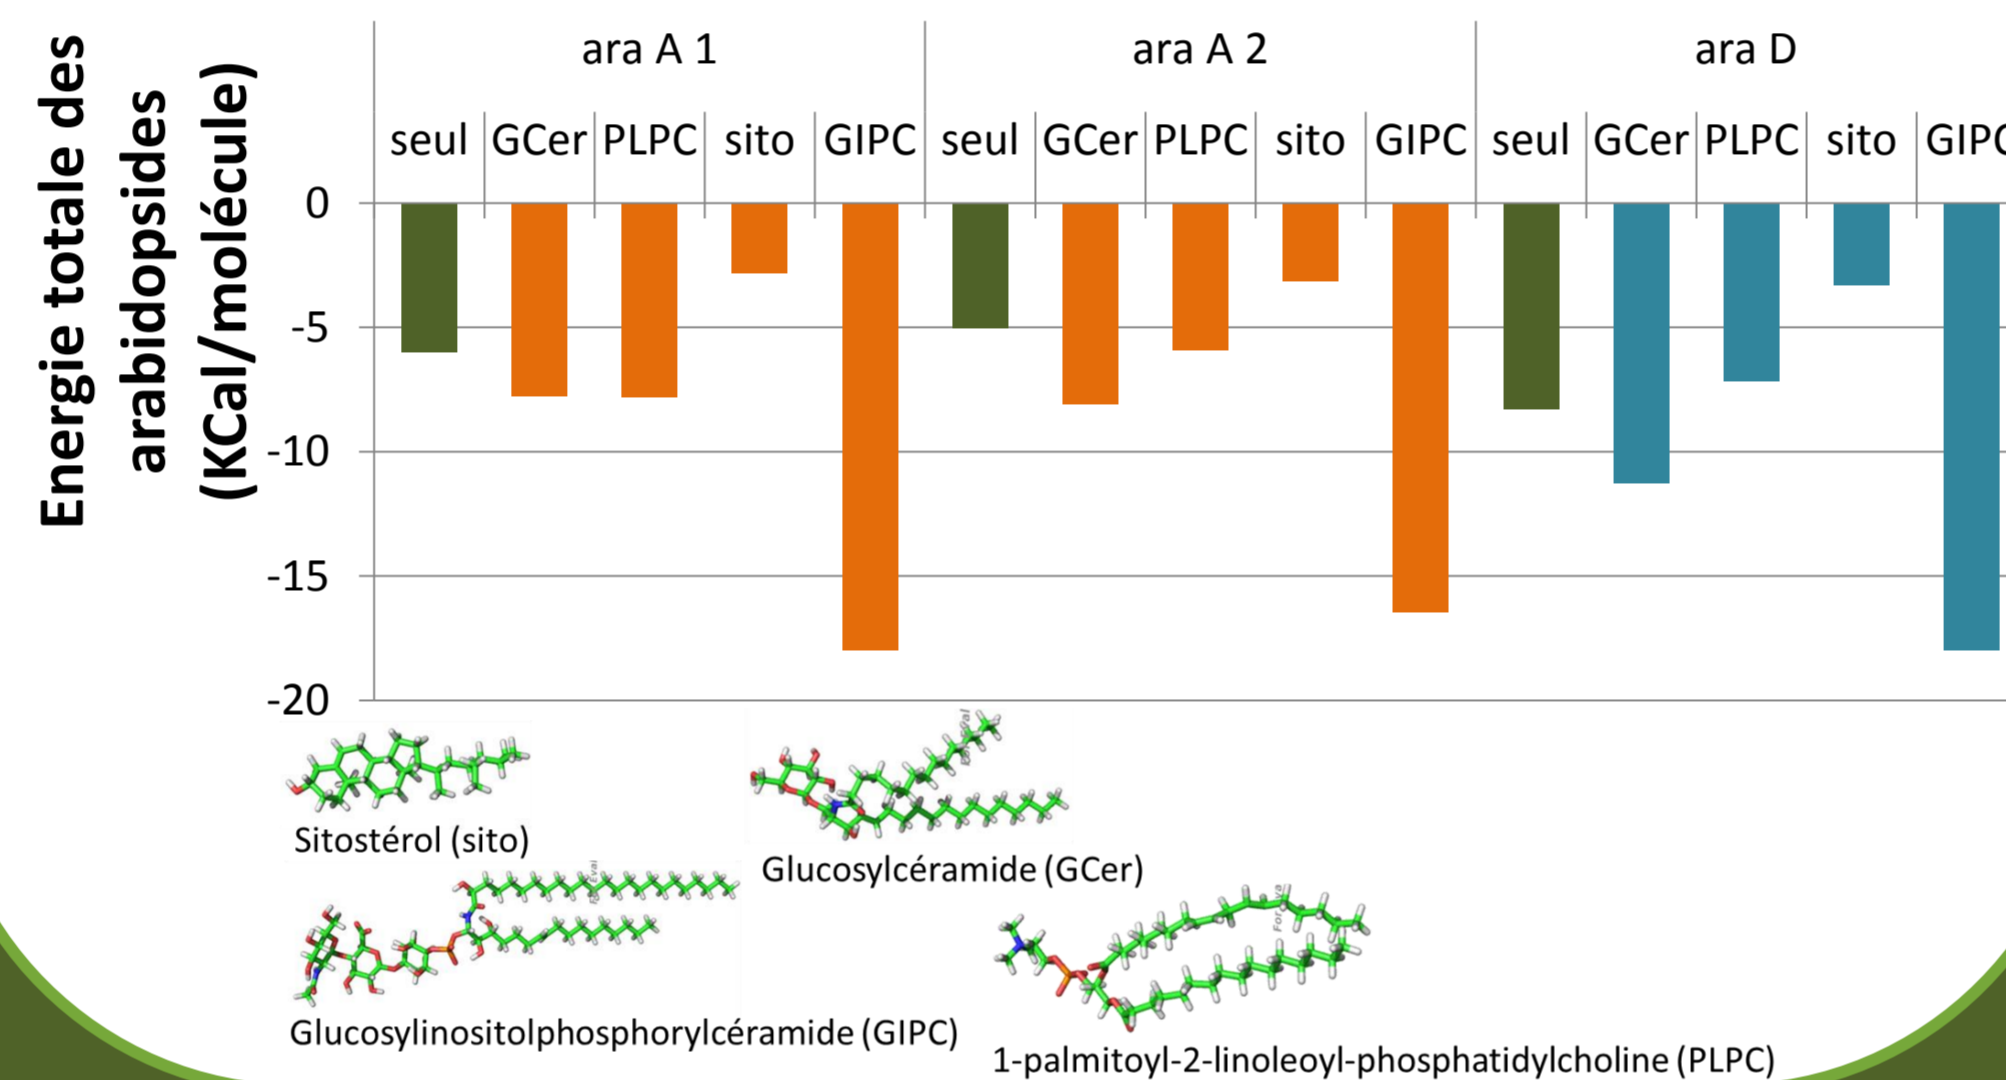 Energie totale des
arabidopsides
(KCal/molécule)
ara A 1 ara A 2 ara D
seul GCer PLPC sito GIPC seul GCer PLPC sito GIPC seul GCer PLPC sito GIPC
0
-5
-10
-15
-20
Sitostérol (sito)
Glucosylcéramide (GCer)
Glucosylinositolphosphorylcéramide (GIPC)
1-palmitoyl-2-linoleoyl-phosphatidylcholine (PLPC)